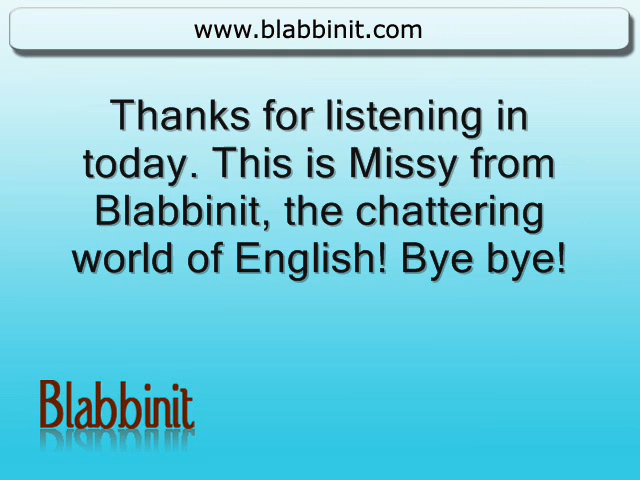 www.blabbinit.com
Thanks for listening in
today. This is Missy from
Blabbinit, the chattering
world of English! Bye bye!
Blabbinit